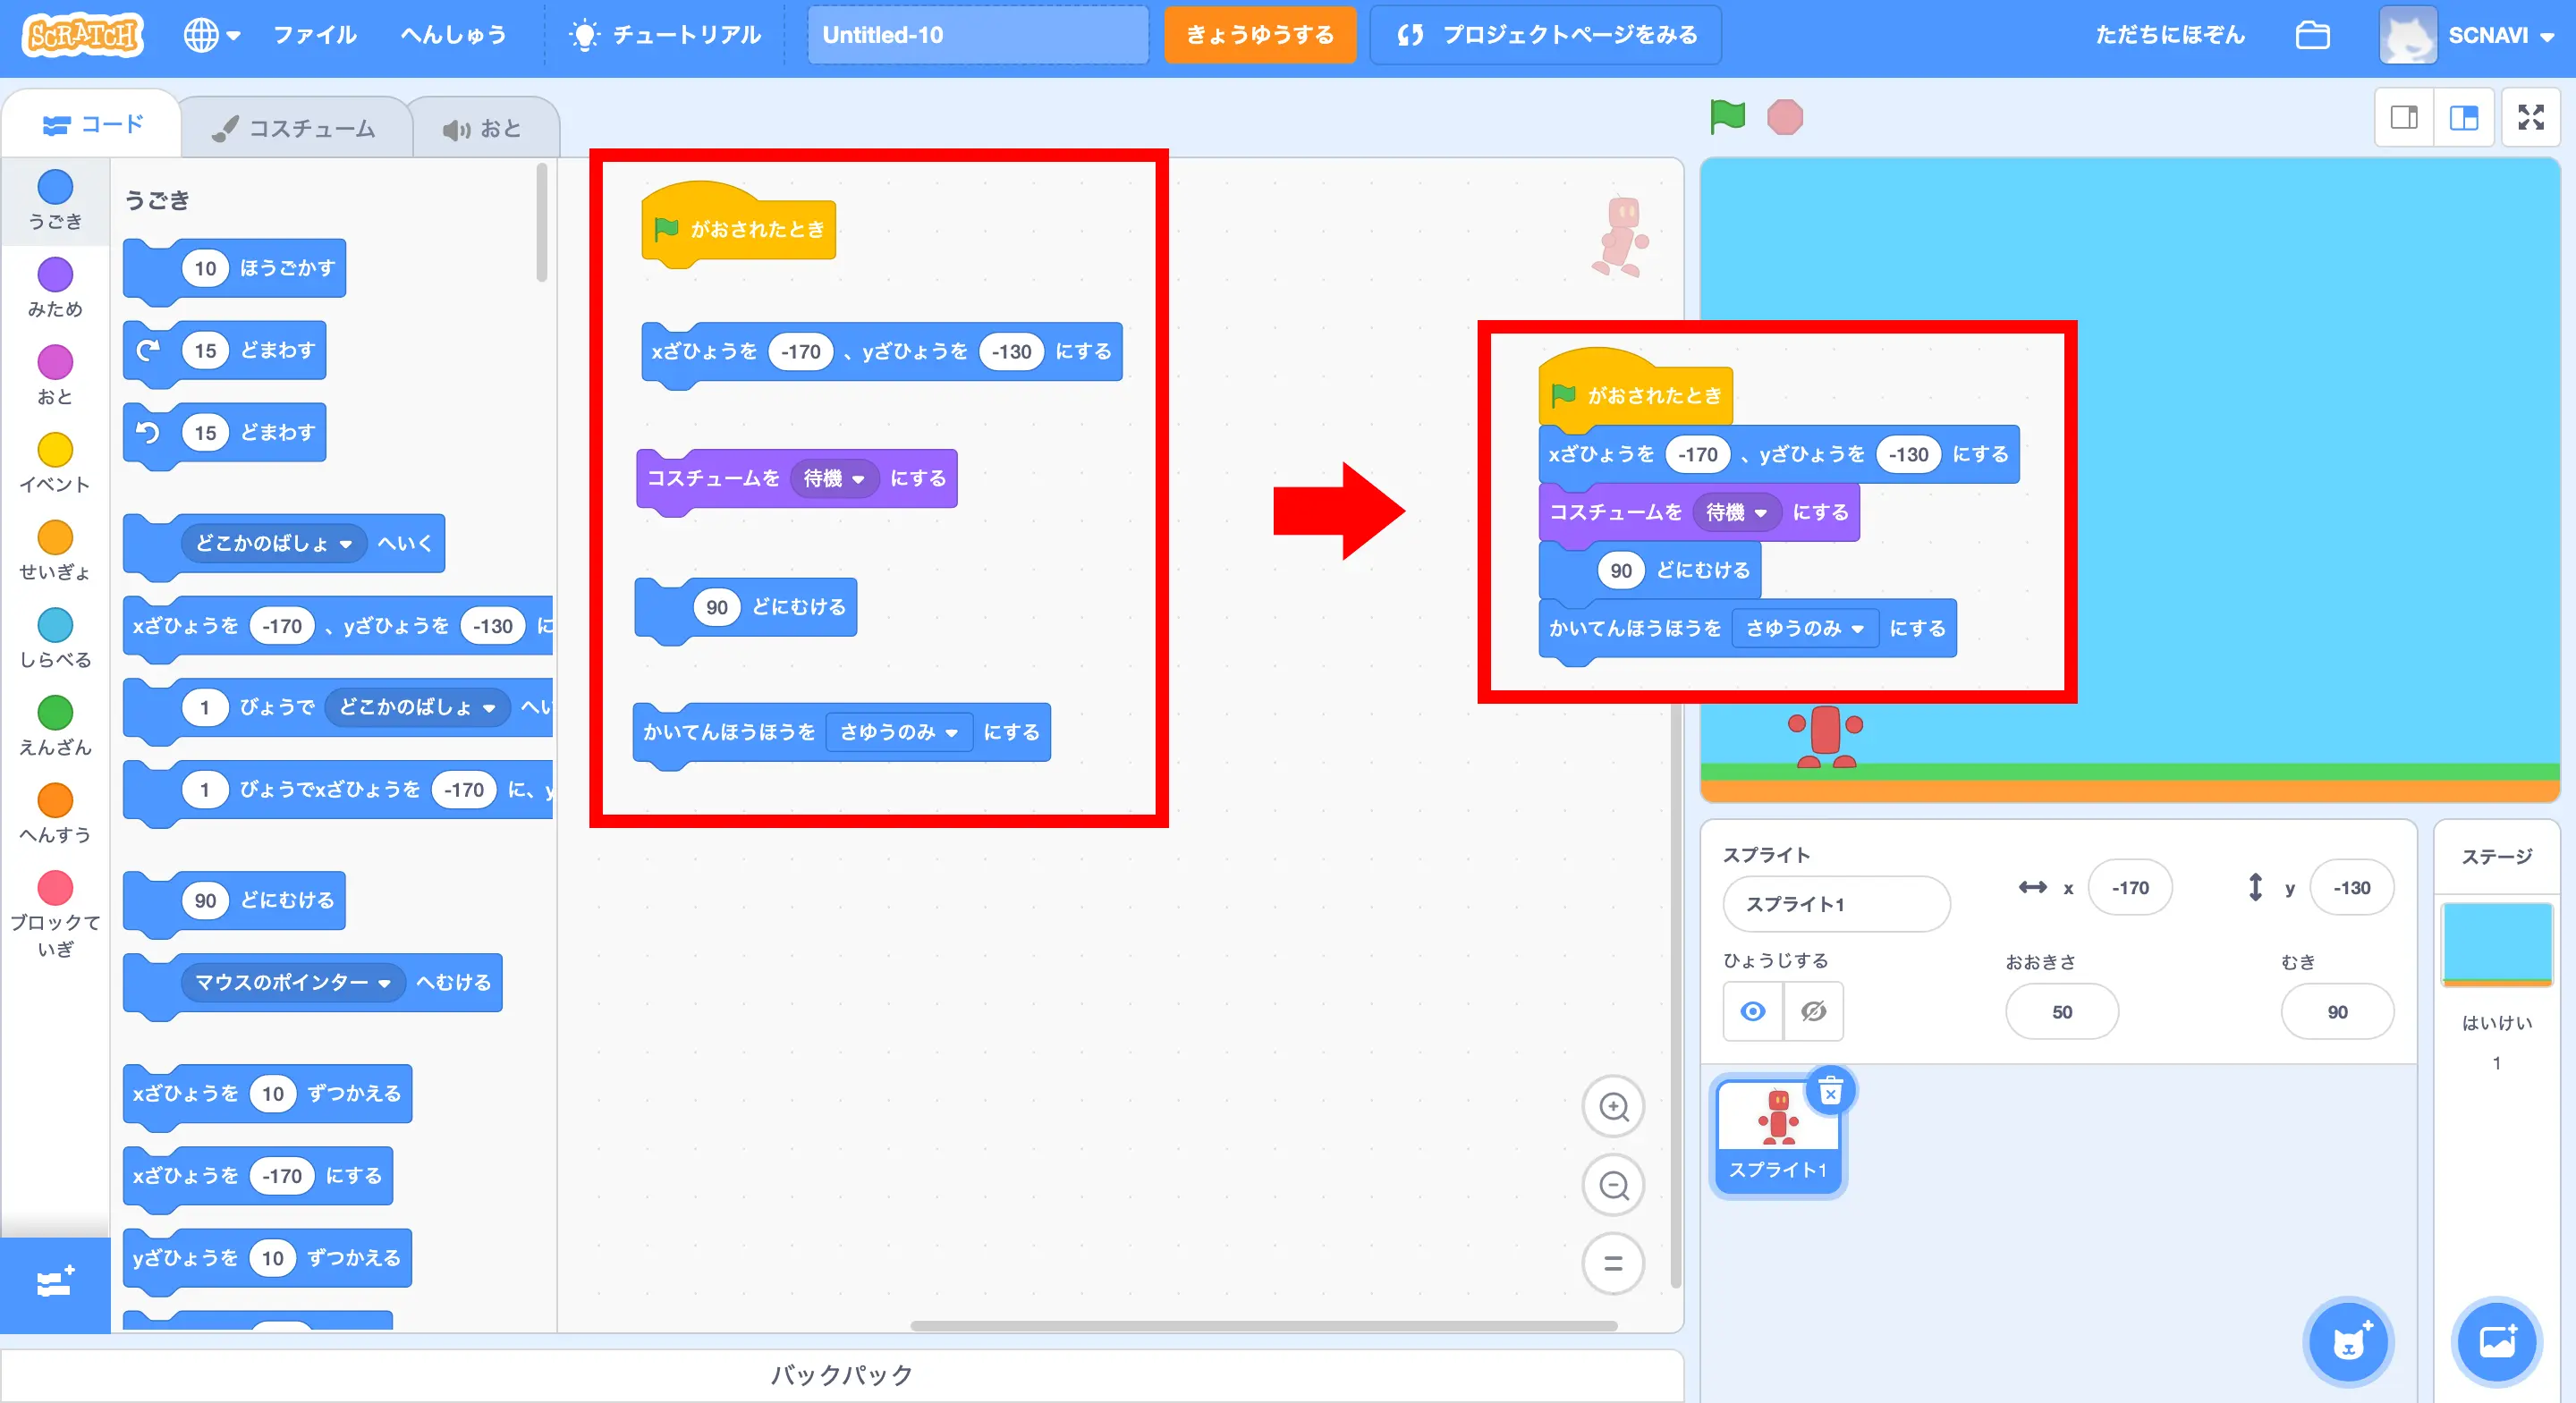 SCRATCH
ファイル
へんしゅう
チュートリアル
Untitled-10
きょうゆうする
プロジェクトページをみる
ただちにほぞん
SCNAVI
コード
コスチューム
おと
うごき
みため
おと
イベント
せいぎょ
しらべる
えんざん
へんすう
ブロックて
いぎ
うごき
10 ほうごかす
15 どまわす
15 どまわす
どこかのばしょ へいく
xざひょうを -170 、yざひょうを -130 に
1 びょうで どこかのばしょ へい
1 びょうでxざひょうを -170 に、y
90 どにむける
マウスのポインター へむける
xざひょうを 10 ずつかえる
xざひょうを -170 にする
yざひょうを 10 ずつかえる
がおされたとき
xざひょうを -170 、yざひょうを -130 にする
コスチュームを 待機 にする
90 どにむける
かいてんほうほうを さゆうのみ にする
がおされたとき
xざひょうを -170 、yざひょうを -130 にする
コスチュームを 待機 にする
90 どにむける
かいてんほうほうを さゆうのみ にする
スプライト
スプライト1
x -170
y -130
ひょうじする
おおきさ
50
むき
90
スプライト1
ステージ
はいけい
1
バックパック